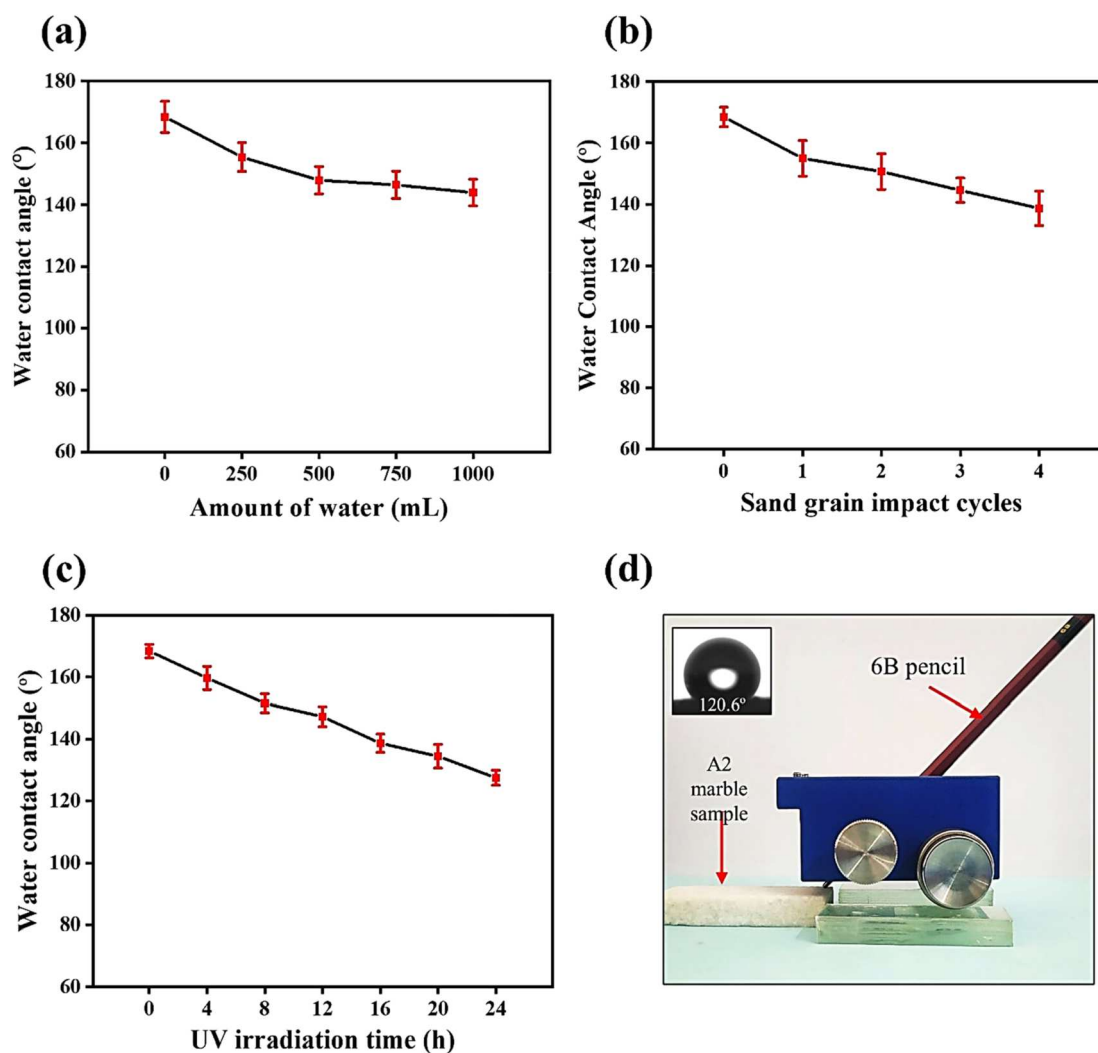 (a)
180
160
140
120
100
80
60
Water contact angle (º)
0 250 500 750 1000
Amount of water (mL)
(b)
180
160
140
120
100
80
60
Water Contact Angle (º)
0 1 2 3 4
Sand grain impact cycles
(c)
180
160
140
120
100
80
60
Water contact angle (º)
0 4 8 12 16 20 24
UV irradiation time (h)
(d)
120.6º
6B pencil
A2
marble
sample